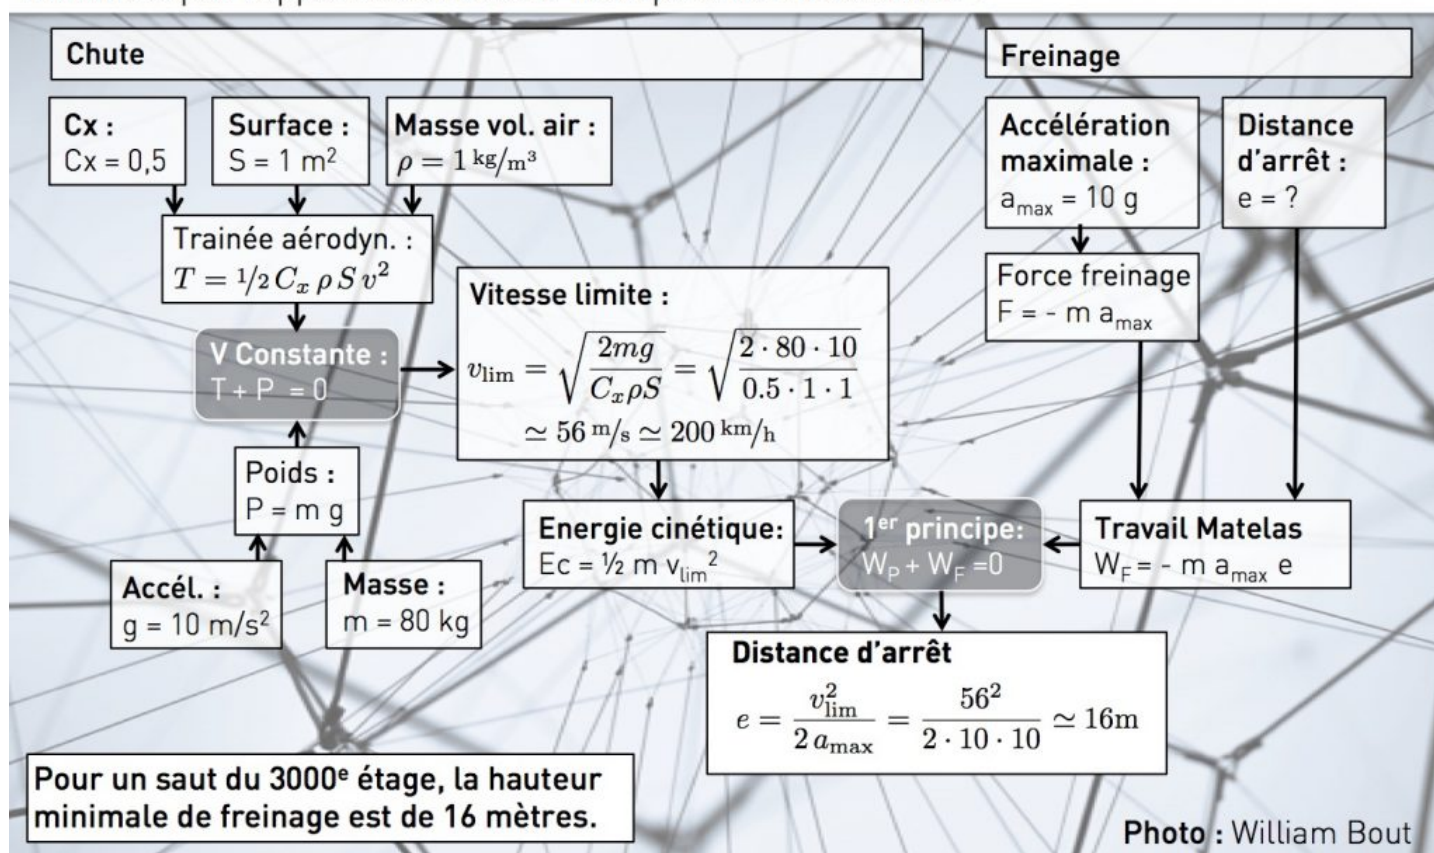 Chute
Freinage
Cx :
Cx = 0,5
Surface :
S = 1 m²
Masse vol. air :
ρ = 1 kg/m³
Accélération
maximale :
a_max = 10 g
Distance
d'arrêt :
e = ?
Trainée aérodyn. :
T = 1/2 C_x ρ S v²
Force freinage
F = - m a_max
V Constante :
T + P = 0
Vitesse limite :
v_lim = √(2mg / C_xρS) = √(2 · 80 · 10 / 0.5 · 1 · 1)
≃ 56 m/s ≃ 200 km/h
Poids :
P = m g
Accél. :
g = 10 m/s²
Masse :
m = 80 kg
Energie cinétique:
Ec = ½ m v_lim²
1er principe:
W_P + W_F =0
Travail Matelas
W_F = - m a_max e
Distance d'arrêt
e = v²_lim / 2 a_max = 56² / 2 · 10 · 10 ≃ 16m
Pour un saut du 3000e étage, la hauteur
minimale de freinage est de 16 mètres.
Photo : William Bout